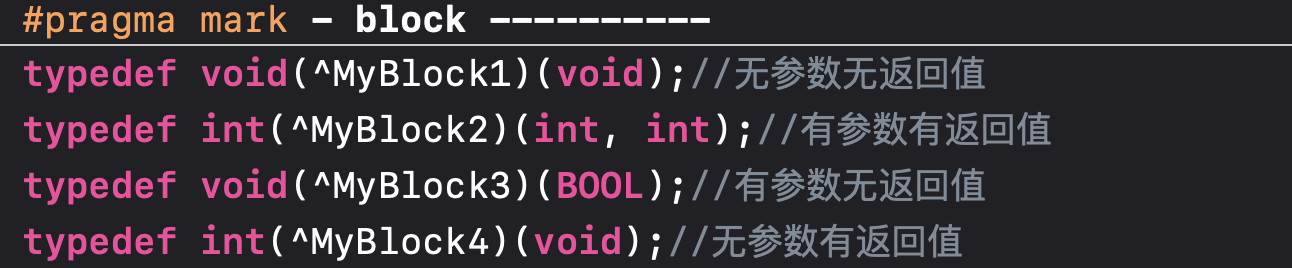 #pragma mark - block ----------
typedef void(^MyBlock1)(void);//无参数无返回值
typedef int(^MyBlock2)(int, int);//有参数有返回值
typedef void(^MyBlock3)(BOOL);//有参数无返回值
typedef int(^MyBlock4)(void);//无参数有返回值